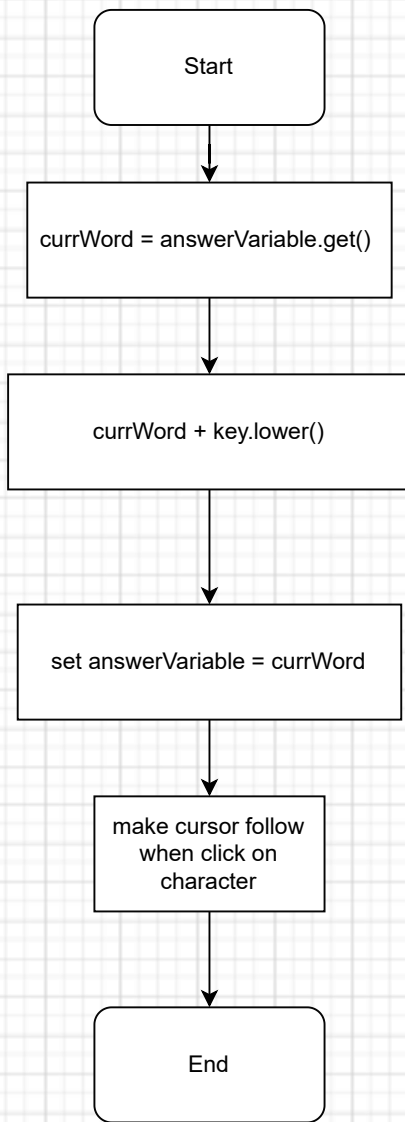 Start
currWord = answerVariable.get()
currWord + key.lower()
set answerVariable = currWord
make cursor follow
when click on
character
End